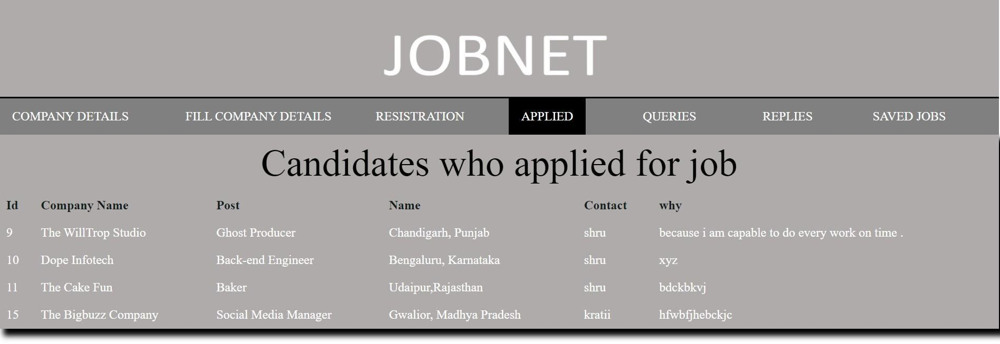 JOBNET
COMPANY DETAILS FILL COMPANY DETAILS RESISTRATION APPLIED QUERIES REPLIES SAVED JOBS
Candidates who applied for job
Id Company Name Post Name Contact why
9 The WillTrop Studio Ghost Producer Chandigarh, Punjab shru because i am capable to do every work on time .
10 Dope Infotech Back-end Engineer Bengaluru, Karnataka shru xyz
11 The Cake Fun Baker Udaipur,Rajasthan shru bdckbkvj
15 The Bigbuzz Company Social Media Manager Gwalior, Madhya Pradesh kratii hfwbfjhebckjc